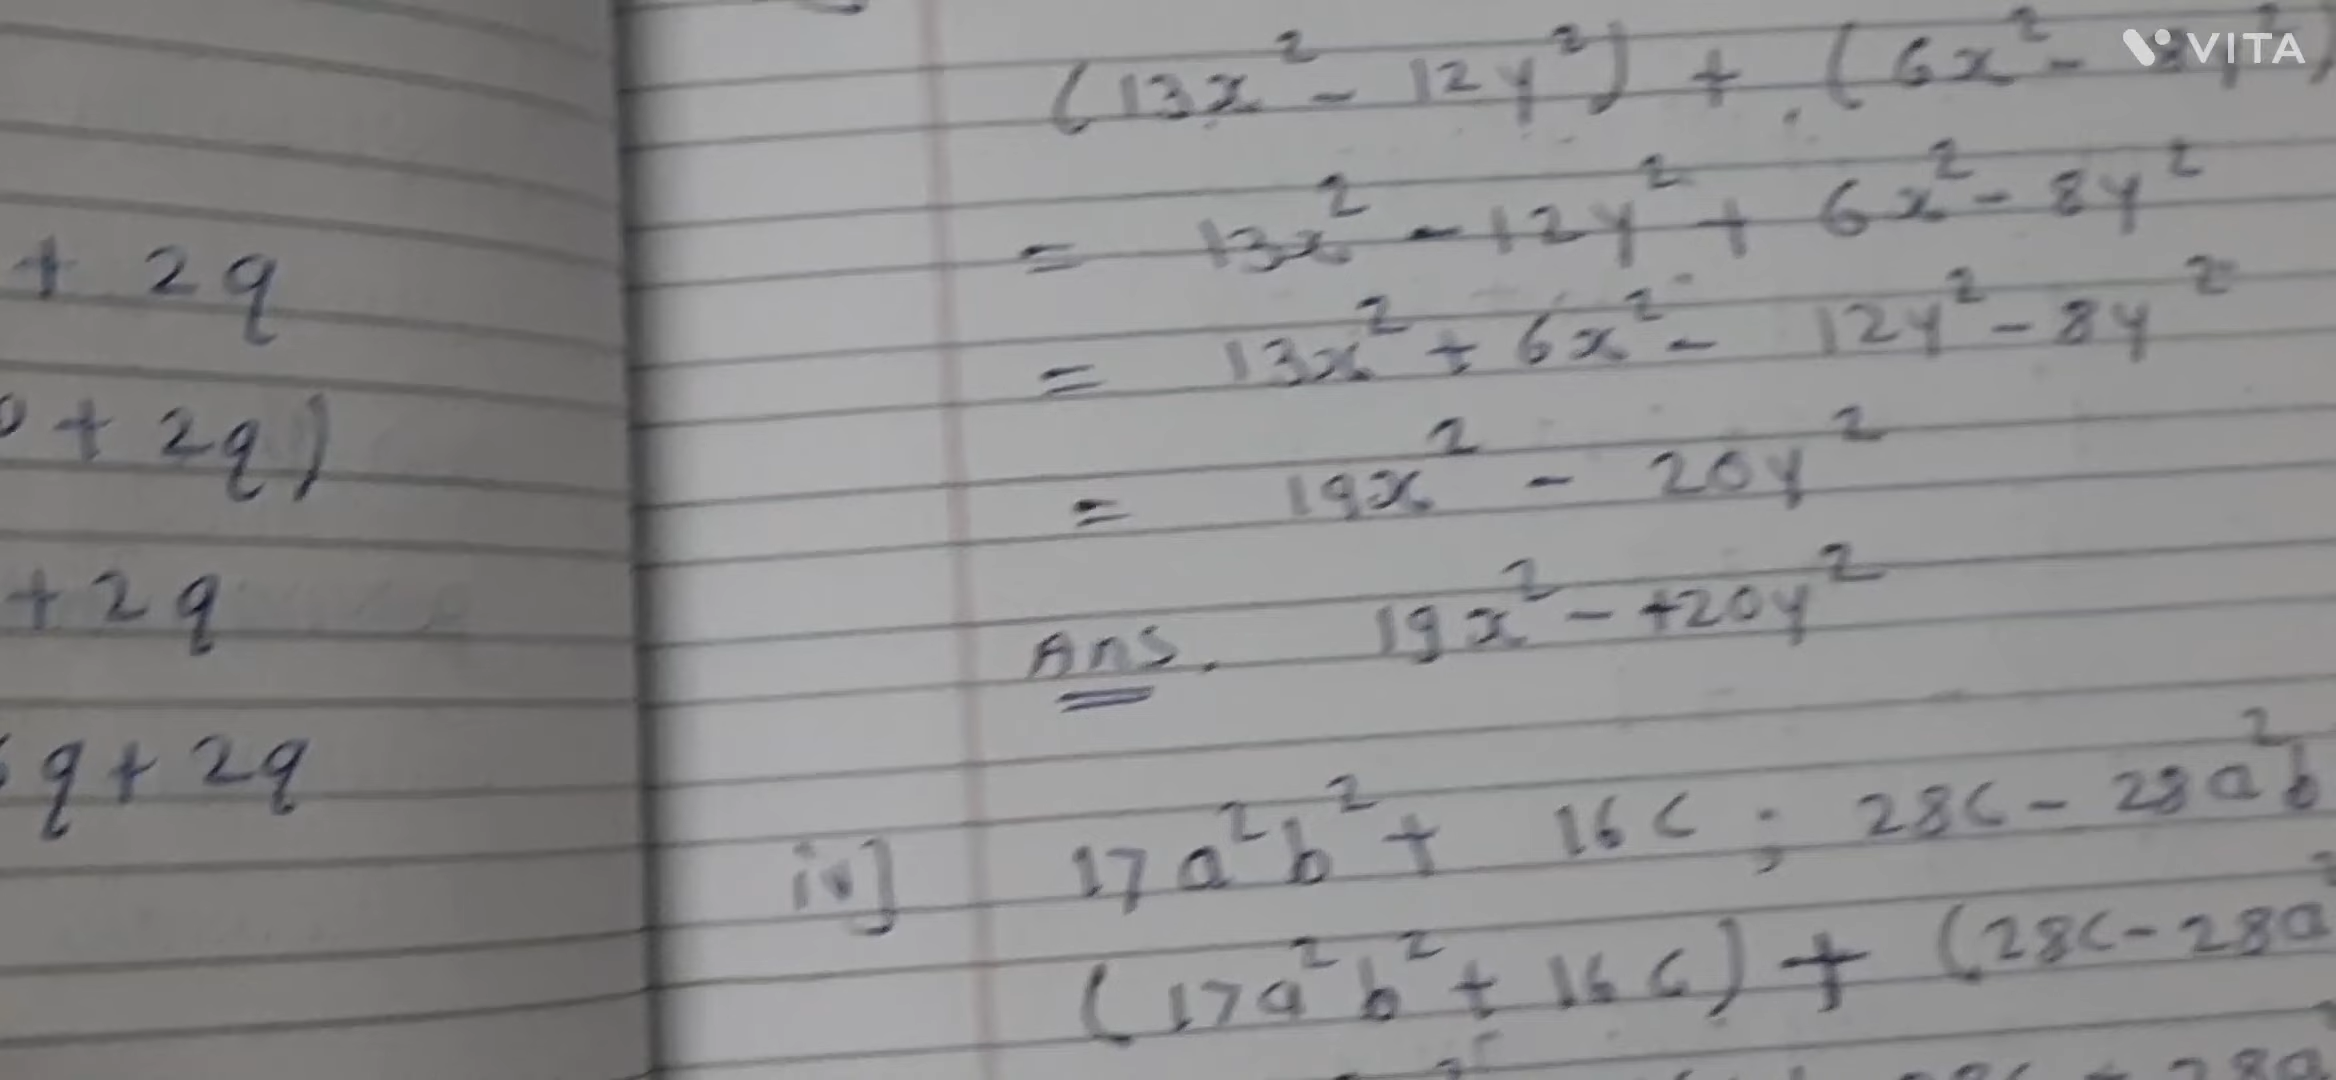 + 2q
+ 2q)
+ 2q
q + 2q
(13x² - 12y²) + (6x² - 8y²)
= 13x² - 12y² + 6x² - 8y²
= 13x² + 6x² - 12y² - 8y²
= 19x² - 20y²
Ans. 19x² - +20y²
iv] 17a²b² + 16c ; 28c - 28a²b
(17a²b² + 16c) + (28c - 28a
VITA